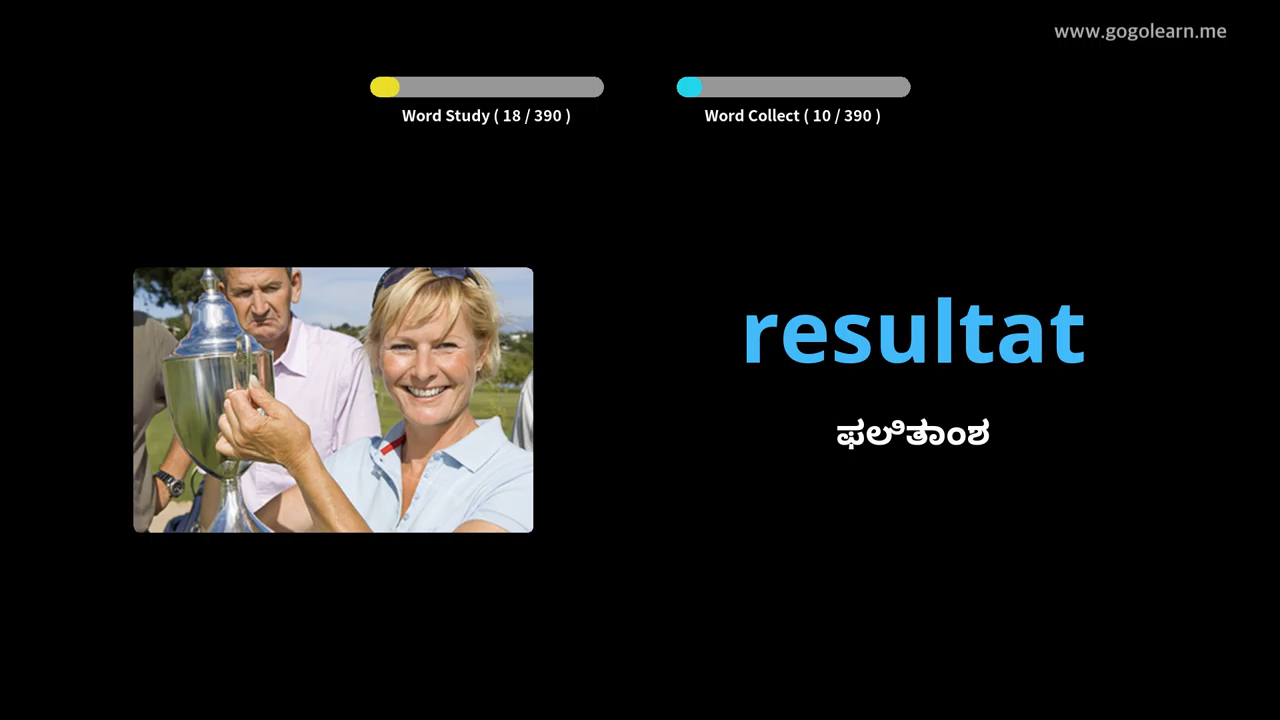 www.gogolearn.me
Word Study ( 18 / 390 )
Word Collect ( 10 / 390 )
resultat
ಫಲಿತಾಂಶ